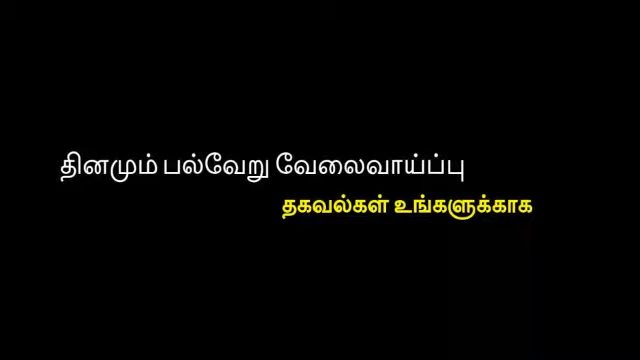 தினமும் பல்வேறு வேலைவாய்ப்பு
தகவல்கள் உங்களுக்காக